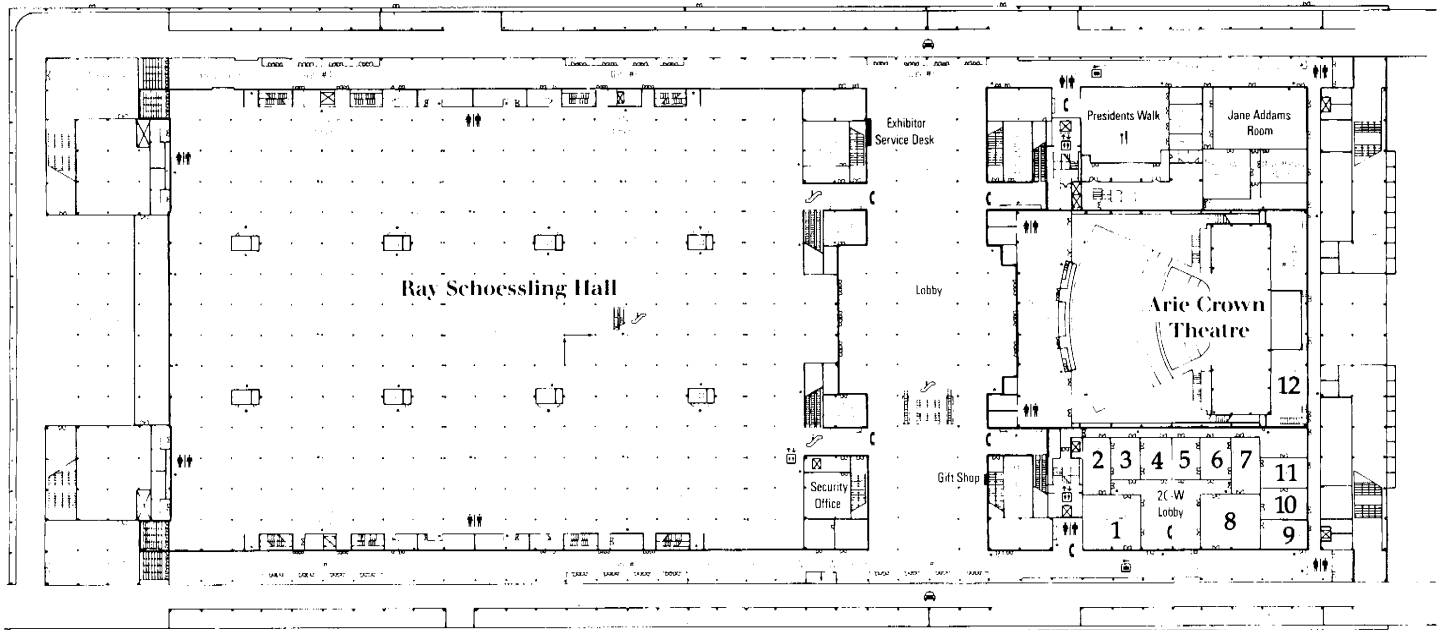 Exhibitor
Service Desk
Presidents Walk
Jane Addams
Room
Ray Schoessling Hall
Lobby
Arie Crown
Theatre
12
2
3
4
5
6
7
11
Gift Shop
Security
Office
Lobby
10
1
8
9